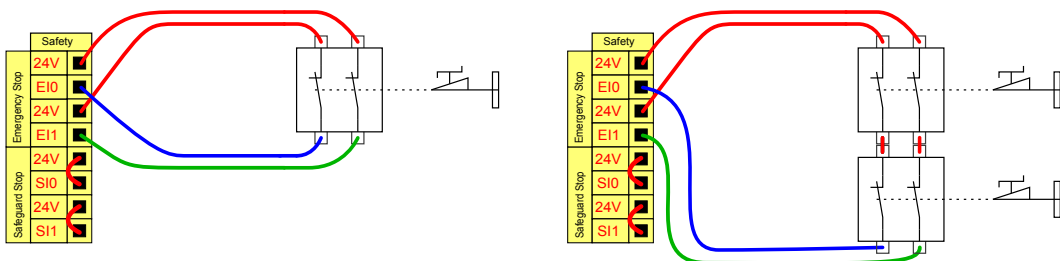 Safety
Emergency Stop
24V
EI0
24V
EI1
Safeguard Stop
24V
SI0
24V
SI1
Safety
Emergency Stop
24V
EI0
24V
EI1
Safeguard Stop
24V
SI0
24V
SI1